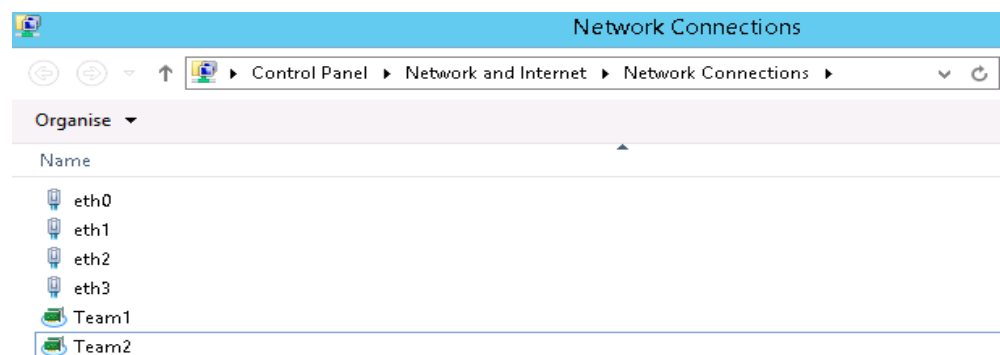 Network Connections
Control Panel Network and Internet Network Connections
Organise
Name
eth0
eth1
eth2
eth3
Team1
Team2